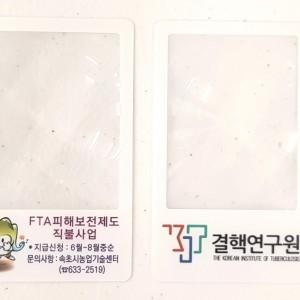 FTA피해보전제도
직불사업
• 지급신청 : 6월~8월중순
문의사항 : 속초시농업기술센터
(☎633-2519)
결핵연구원
THE KOREAN INSTITUTE OF TUBERCULOSIS